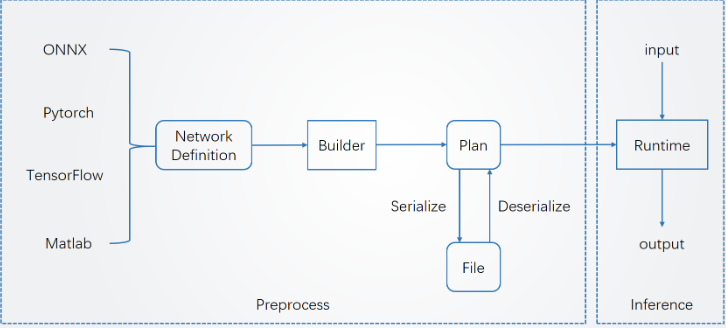 ONNX
Pytorch
TensorFlow
Matlab
Network
Definition
Builder
Plan
Serialize
Deserialize
File
Preprocess
input
Runtime
output
Inference